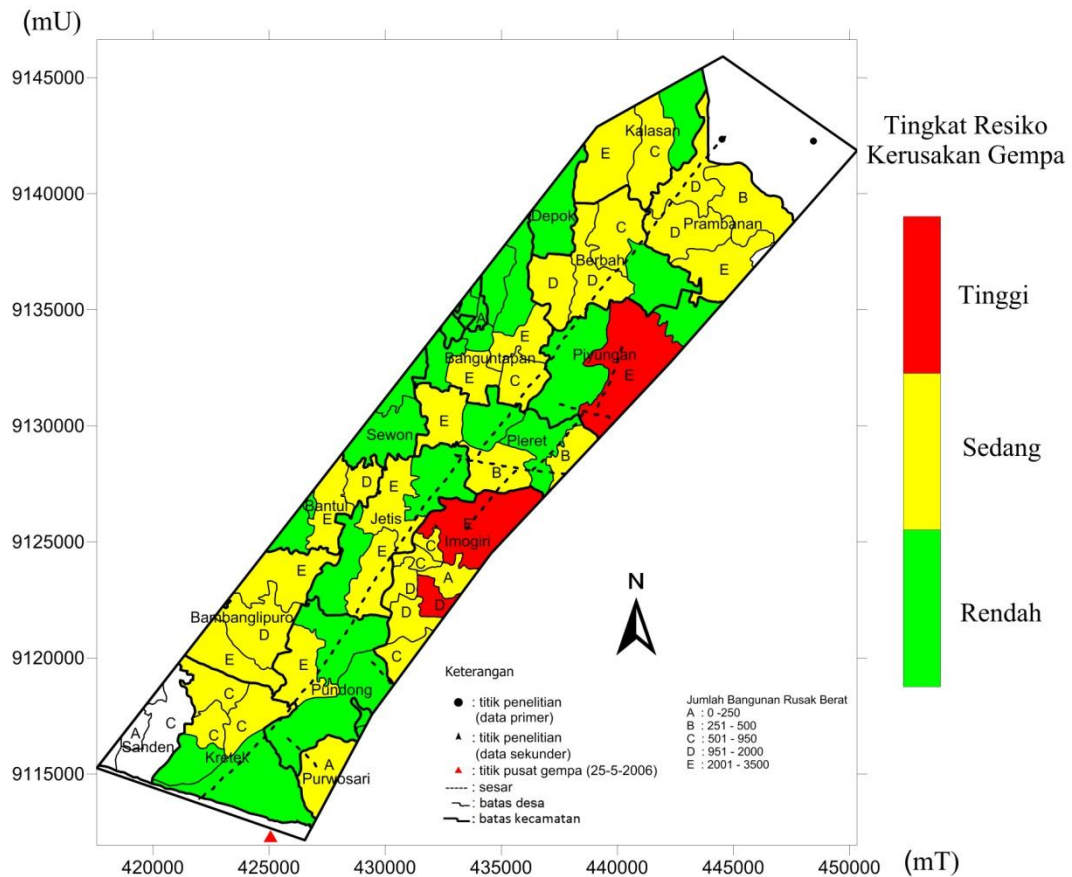 (mU)
9145000
9140000
9135000
9130000
9125000
9120000
9115000
420000
425000
430000
435000
440000
445000
450000
(mT)
Kalasan
E
C
Depok
D
B
D
Prambanan
E
C
Berbah
D
D
A
E
Banguntapan
E
C
Piyungan
E
E
Sewon
Pleret
B
B
D
E
Bantul
E
Jetis
E
E
Imogiri
C
C
A
D
D
D
C
E
Bambanglipuro
D
E
E
Pundong
C
C
C
C
A
Sanden
Kretek
A
Purwosari
N
Keterangan
: titik penelitian
(data primer)
: titik penelitian
(data sekunder)
: titik pusat gempa (25-5-2006)
: sesar
: batas desa
: batas kecamatan
Jumlah Bangunan Rusak Berat
A : 0 -250
B : 251 - 500
C : 501 - 950
D : 951 - 2000
E : 2001 - 3500
Tingkat Resiko
Kerusakan Gempa
Tinggi
Sedang
Rendah